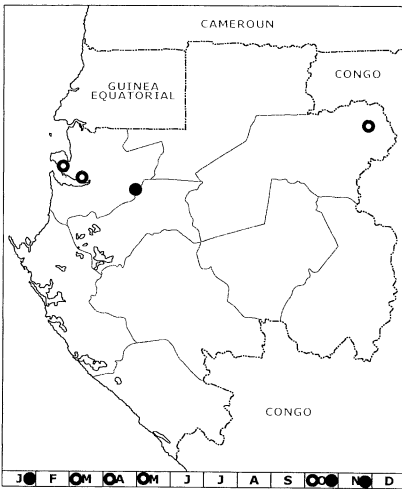 CAMEROUN
GUINEA
EQUATORIAL
CONGO
CONGO
J F M A M J J A S O N D